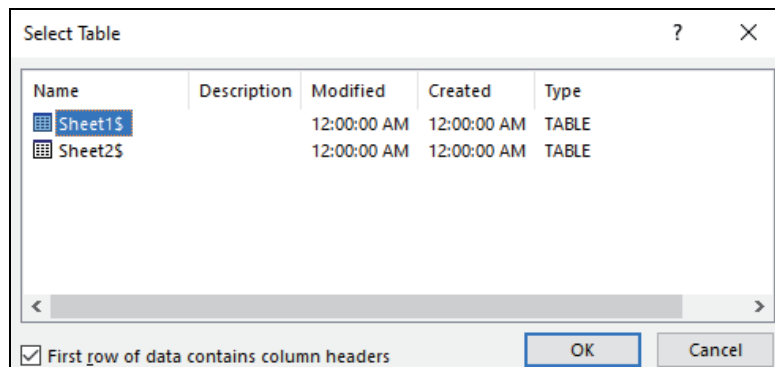 Select Table ?
Name Description Modified Created Type
Sheet1$ 12:00:00 AM 12:00:00 AM TABLE
Sheet2$ 12:00:00 AM 12:00:00 AM TABLE
First row of data contains column headers OK Cancel